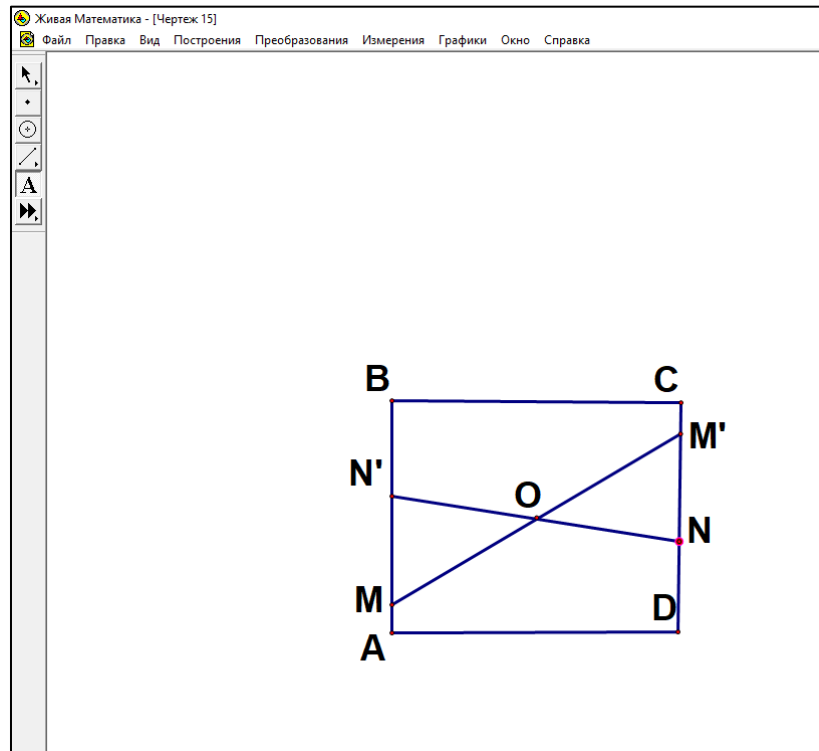 Живая Математика - [Чертеж 15]
Файл Правка Вид Построения Преобразования Измерения Графики Окно Справка
A
B C
M'
N'
O
N
M
D
A